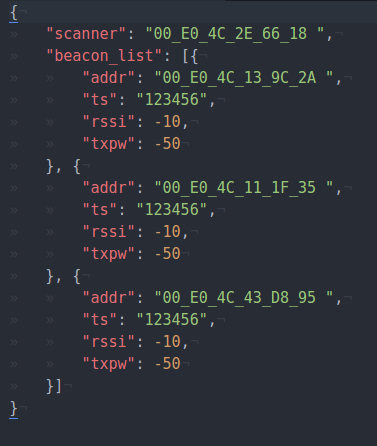 {
    "scanner": "00_E0_4C_2E_66_18 ",
    "beacon_list": [{
        "addr": "00_E0_4C_13_9C_2A ",
        "ts": "123456",
        "rssi": -10,
        "txpw": -50
    }, {
        "addr": "00_E0_4C_11_1F_35 ",
        "ts": "123456",
        "rssi": -10,
        "txpw": -50
    }, {
        "addr": "00_E0_4C_43_D8_95 ",
        "ts": "123456",
        "rssi": -10,
        "txpw": -50
    }]
}